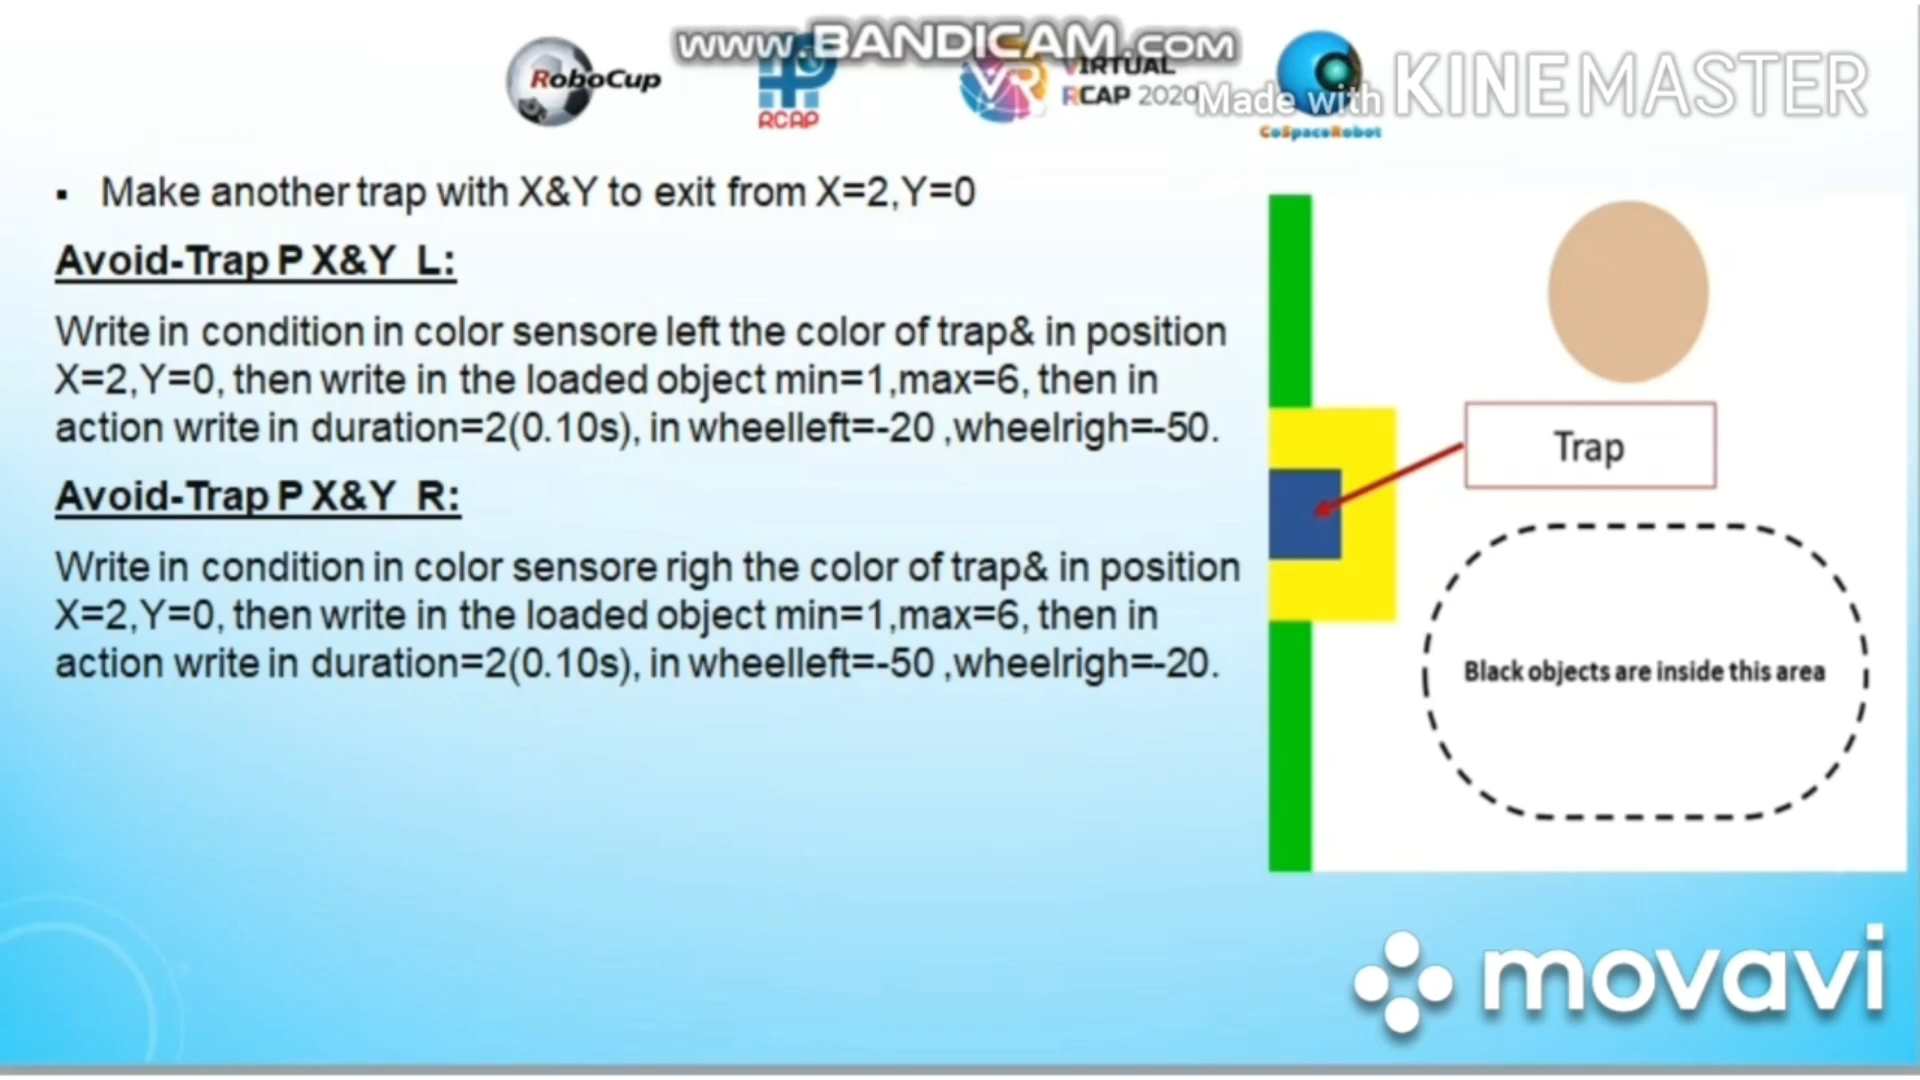 www.BANDICAM.com
RoboCup
RCAP
VR
VIRTUAL
RCAP 2020
CoSpaceRobot
Made with KINEMASTER
▪ Make another trap with X&Y to exit from X=2,Y=0
Avoid-Trap P X&Y L:
Write in condition in color sensore left the color of trap& in position
X=2,Y=0, then write in the loaded object min=1,max=6, then in
action write in duration=2(0.10s), in wheelleft=-20 ,wheelrigh=-50.
Avoid-Trap P X&Y R:
Write in condition in color sensore righ the color of trap& in position
X=2,Y=0, then write in the loaded object min=1,max=6, then in
action write in duration=2(0.10s), in wheelleft=-50 ,wheelrigh=-20.
Trap
Black objects are inside this area
movavi